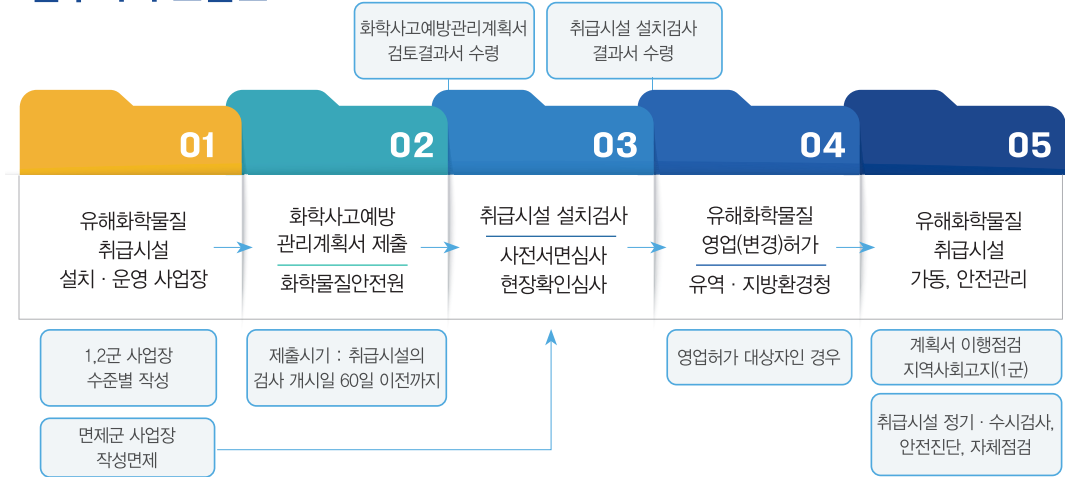 화학사고예방관리계획서
검토결과서 수령
취급시설 설치검사
결과서 수령
01
02
03
04
05
유해화학물질
취급시설
설치 · 운영 사업장
화학사고예방
관리계획서 제출
화학물질안전원
취급시설 설치검사
사전서면심사
현장확인심사
유해화학물질
영업(변경)허가
유역 · 지방환경청
유해화학물질
취급시설
가동, 안전관리
1,2군 사업장
수준별 작성
면제군 사업장
작성면제
제출시기 : 취급시설의
검사 개시일 60일 이전까지
영업허가 대상자인 경우
계획서 이행점검
지역사회고지(1군)
취급시설 정기 · 수시검사,
안전진단, 자체점검